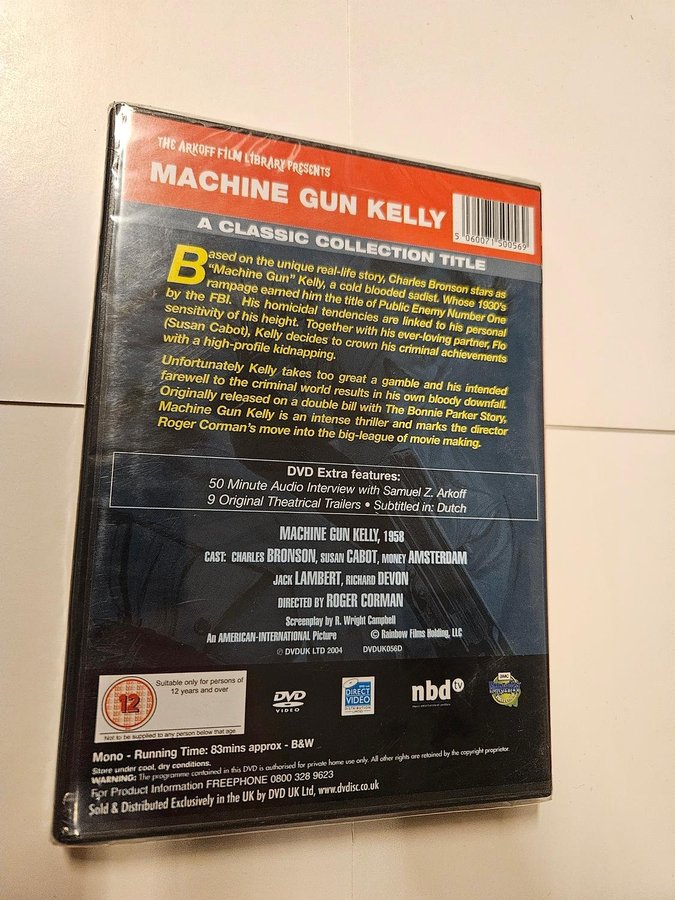 THE ARKOFF FILM LIBRARY PRESENTS
MACHINE GUN KELLY
5 060071 500569
A CLASSIC COLLECTION TITLE
Based on the unique real-life story, Charles Bronson stars as
"Machine Gun" Kelly, a cold blooded sadist. Whose 1930's
rampage earned him the title of Public Enemy Number One
by the FBI. His homicidal tendencies are linked to his personal
sensitivity of his height. Together with his ever-loving partner, Flo
(Susan Cabot), Kelly decides to crown his criminal achievements
with a high-profile kidnapping.
Unfortunately Kelly takes too great a gamble and his intended
farewell to the criminal world results in his own bloody downfall.
Originally released on a double bill with The Bonnie Parker Story,
Machine Gun Kelly is an intense thriller and marks the director
Roger Corman's move into the big-league of movie making.
DVD Extra features:
50 Minute Audio Interview with Samuel Z. Arkoff
9 Original Theatrical Trailers • Subtitled in: Dutch
MACHINE GUN KELLY, 1958
CAST: CHARLES BRONSON, SUSAN CABOT, MONEY AMSTERDAM
JACK LAMBERT, RICHARD DEVON
DIRECTED BY ROGER CORMAN
Screenplay by R. Wright Campbell
An AMERICAN-INTERNATIONAL Picture © Rainbow Films Holding, LLC
℗ DVDUK LTD 2004 DVDUK056D
Suitable only for persons of
12 years and over
12
Not to be supplied to any person below that age.
DVD
VIDEO
DIRECT
VIDEO
DISTRIBUTION
nbd tv
Mono - Running Time: 83mins approx - B&W
Store under cool, dry conditions.
WARNING: The programme contained in this DVD is authorised for private home use only. All other rights are retained by the copyright proprietor.
For Product Information FREEPHONE 0800 328 9623
Sold & Distributed Exclusively in the UK by DVD UK Ltd, www.dvdisc.co.uk